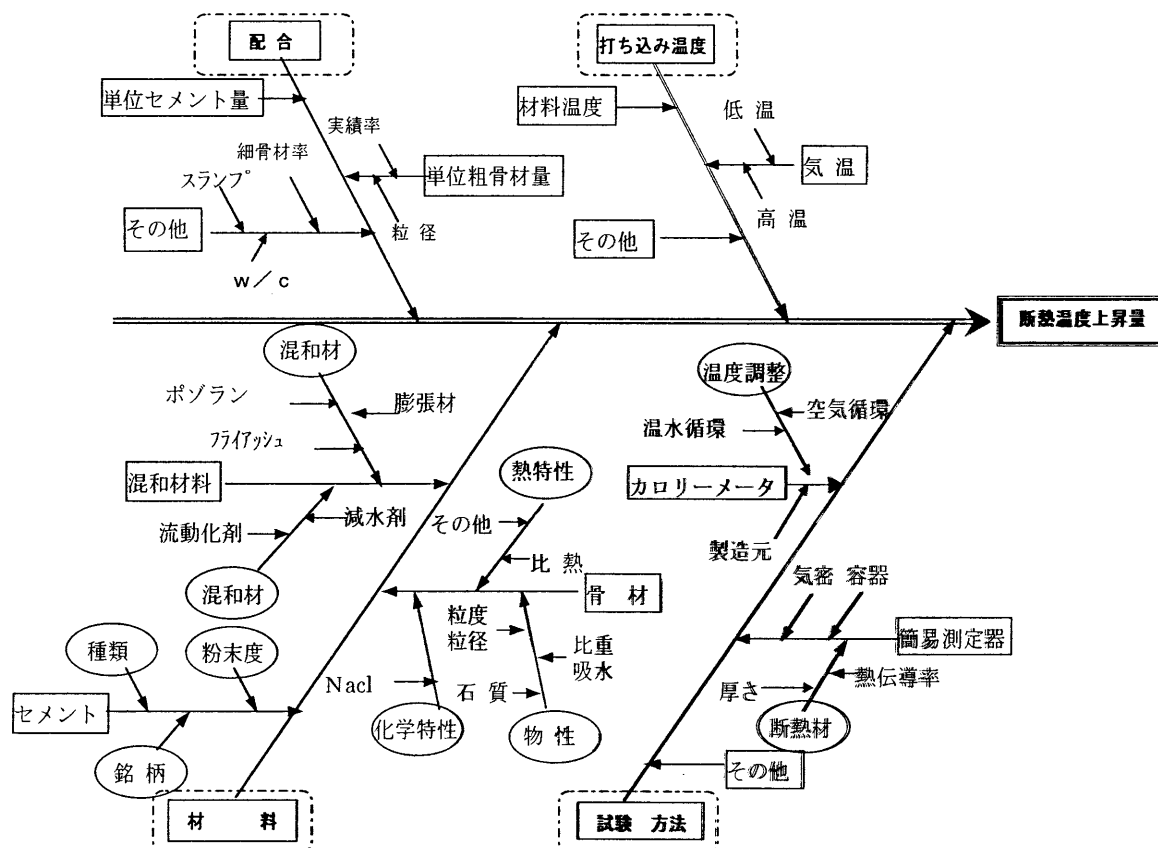 配 合
打ち込み温度
単位セメント量
材料温度
低 温
実績率
細骨材率
スランプ
単位粗骨材量
気 温
その他
粒 径
高 温
その他
w／c
断熱温度上昇量
混和材
温度調整
ポゾラン
膨張材
空気循環
温水循環
フライアッシュ
熱特性
混和材料
カロリーメータ
その他
減水剤
流動化剤
製造元
比 熱
気密 容器
混和材
骨 材
粒度
粒径
種類
粉末度
比重
吸水
簡易測定器
熱伝導率
Nacl
石 質
厚さ
セメント
化学特性
物 性
断熱材
銘 柄
その他
材 料
試験 方法